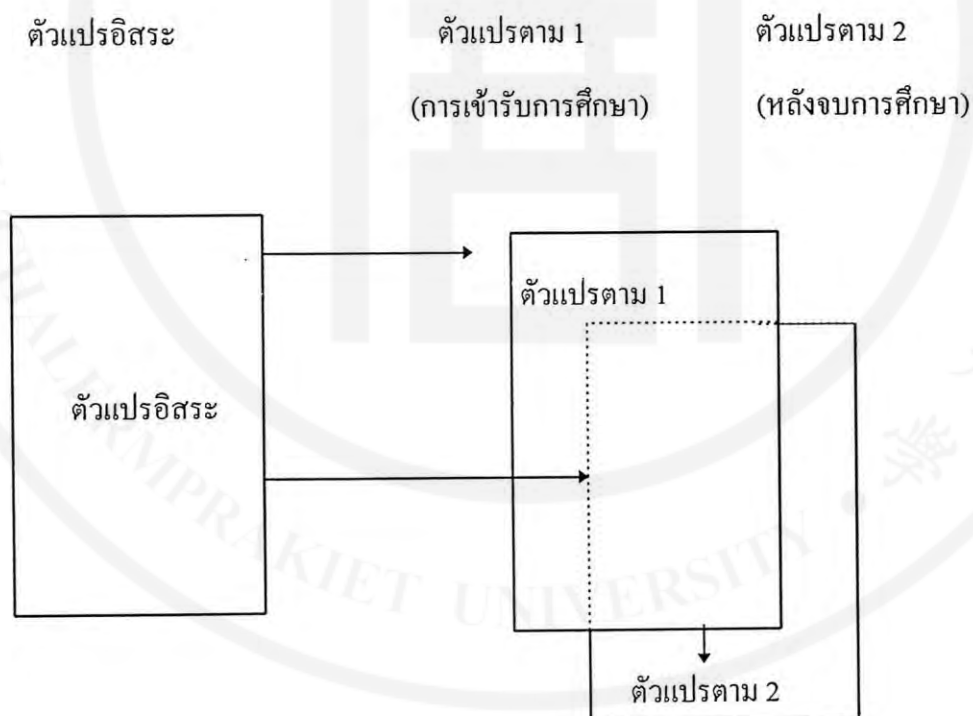 ตัวแปรอิสระ ตัวแปรตาม 1 ตัวแปรตาม 2
(การเข้ารับการศึกษา) (หลังจบการศึกษา)
ตัวแปรตาม 1
ตัวแปรอิสระ
ตัวแปรตาม 2
HALERMPRAKIET UNIVERSITY • 學